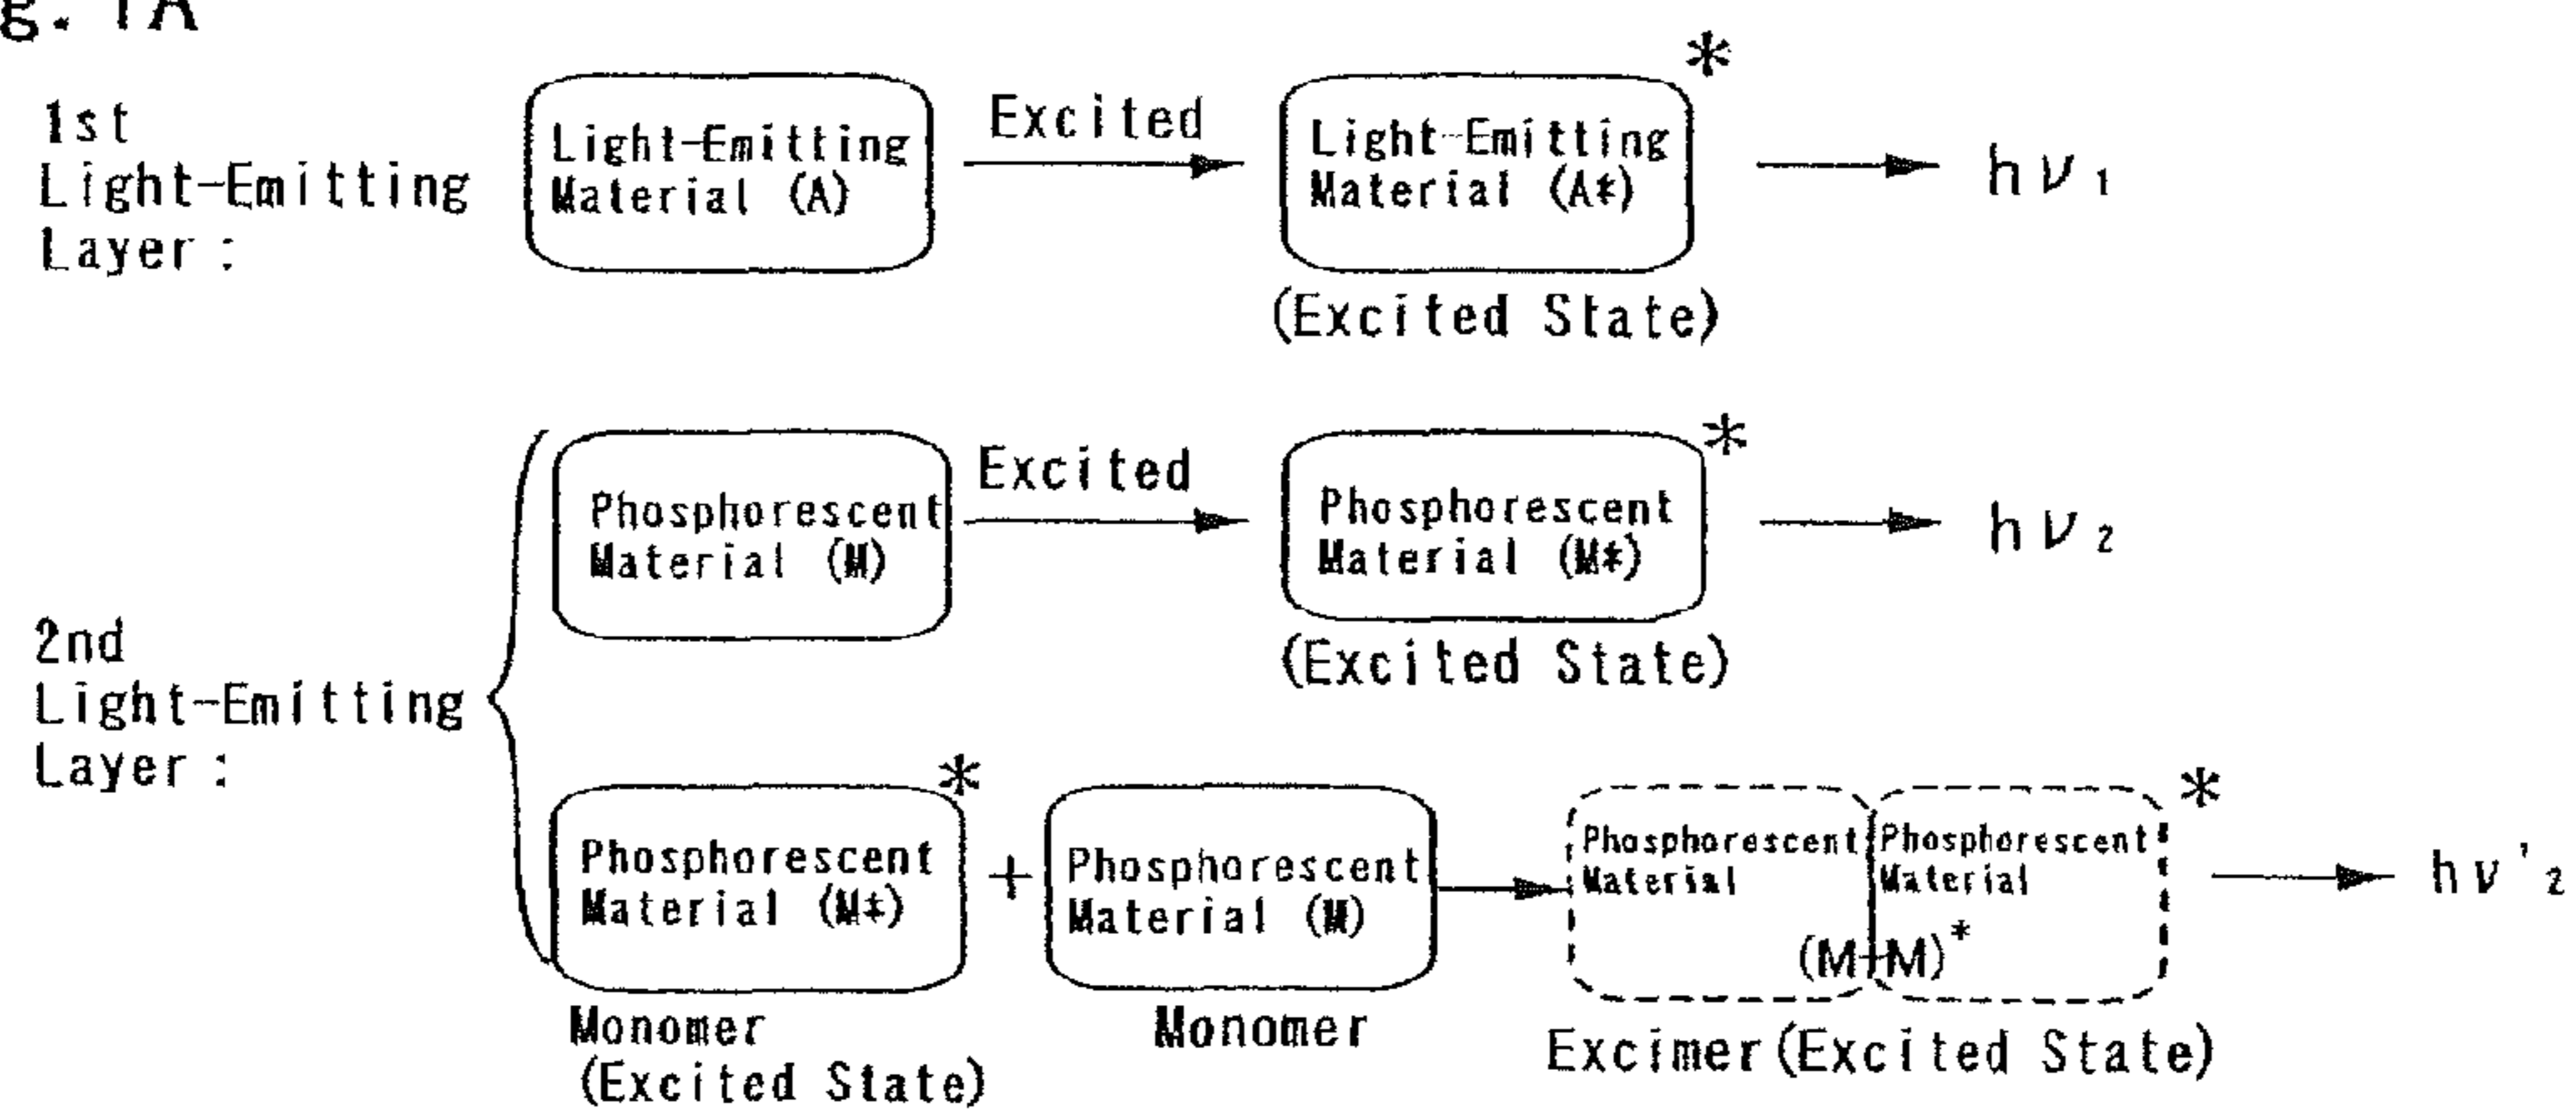 g. 1A
1st
Light-Emitting
Layer:
Light-Emitting
Material (A)
Excited
Light-Emitting
Material (A*)
*
(Excited State)
hν1
2nd
Light-Emitting
Layer:
Phosphorescent
Material (M)
Excited
Phosphorescent
Material (M*)
*
(Excited State)
hν2
Phosphorescent
Material (M*)
*
Monomer
(Excited State)
+
Phosphorescent
Material (M)
Monomer
Phosphorescent
Material
Phosphorescent
Material
(M+M)*
*
Excimer(Excited State)
hν'2